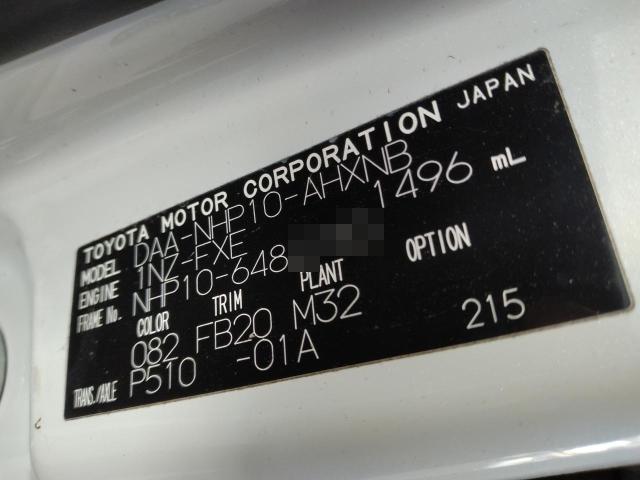 TOYOTA MOTOR CORPORATION JAPAN
MODEL DAA-NHP10-AHXNB
ENGINE 1NZ-FXE 1496 mL
FRAME No. NHP10-648
COLOR TRIM PLANT OPTION
082 FB20 M32
TRANS./AXLE P510 -01A 215